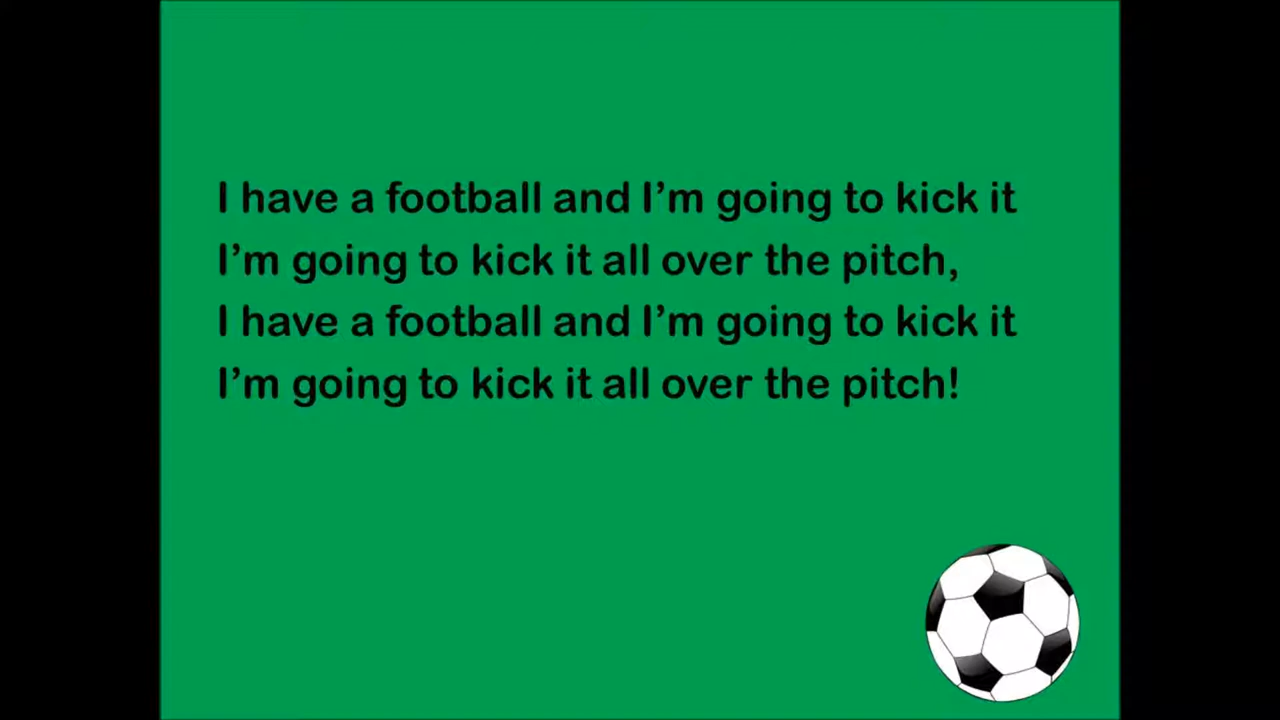 I have a football and I’m going to kick it
I’m going to kick it all over the pitch,
I have a football and I’m going to kick it
I’m going to kick it all over the pitch!